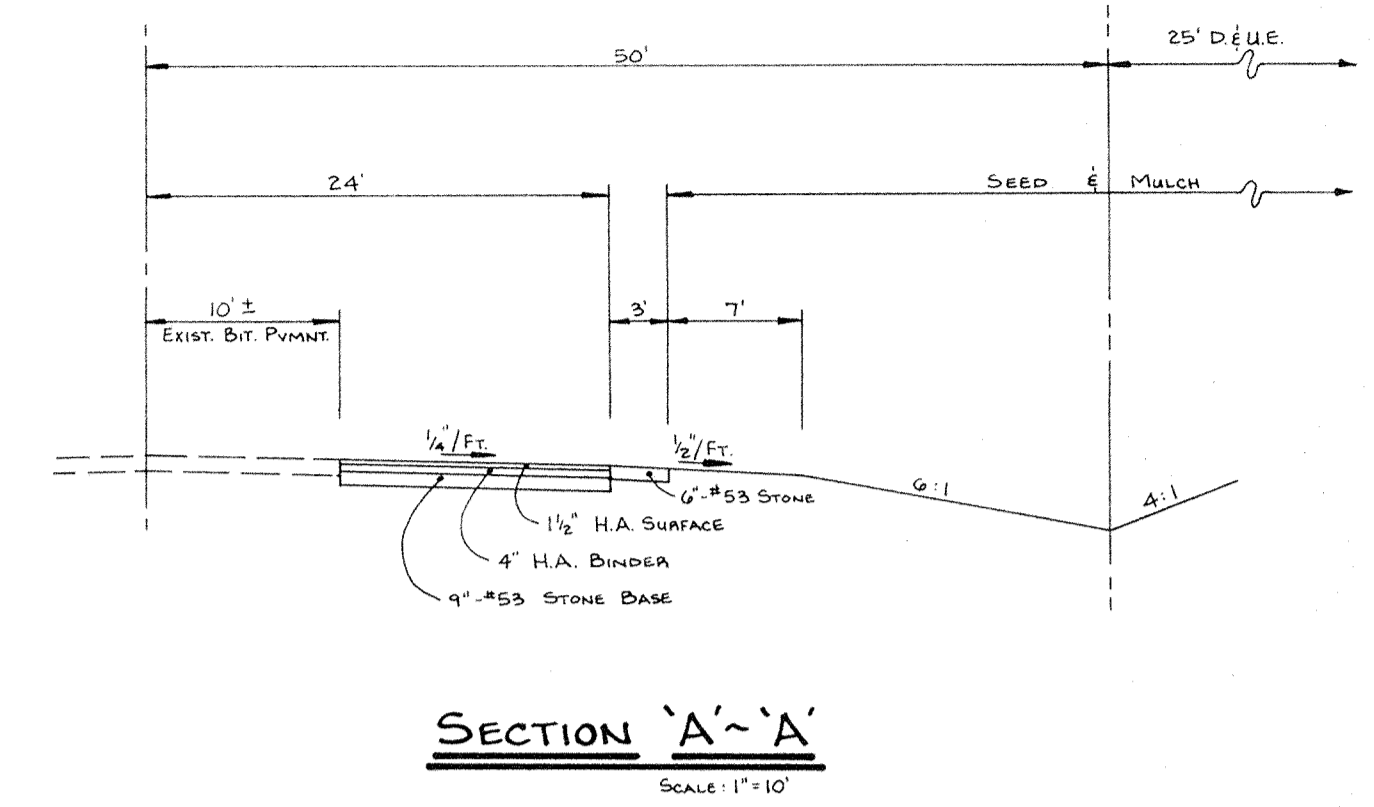 25' D.&U.E.
50'
24'
SEED & MULCH
10' ±
3'
7'
EXIST. BIT. PVMNT.
1/4"/FT.
1/2"/FT.
6:1
4:1
6"-#53 STONE
1 1/2" H.A. SURFACE
4" H.A. BINDER
9"-#53 STONE BASE
SECTION 'A'~'A'
SCALE: 1"=10'